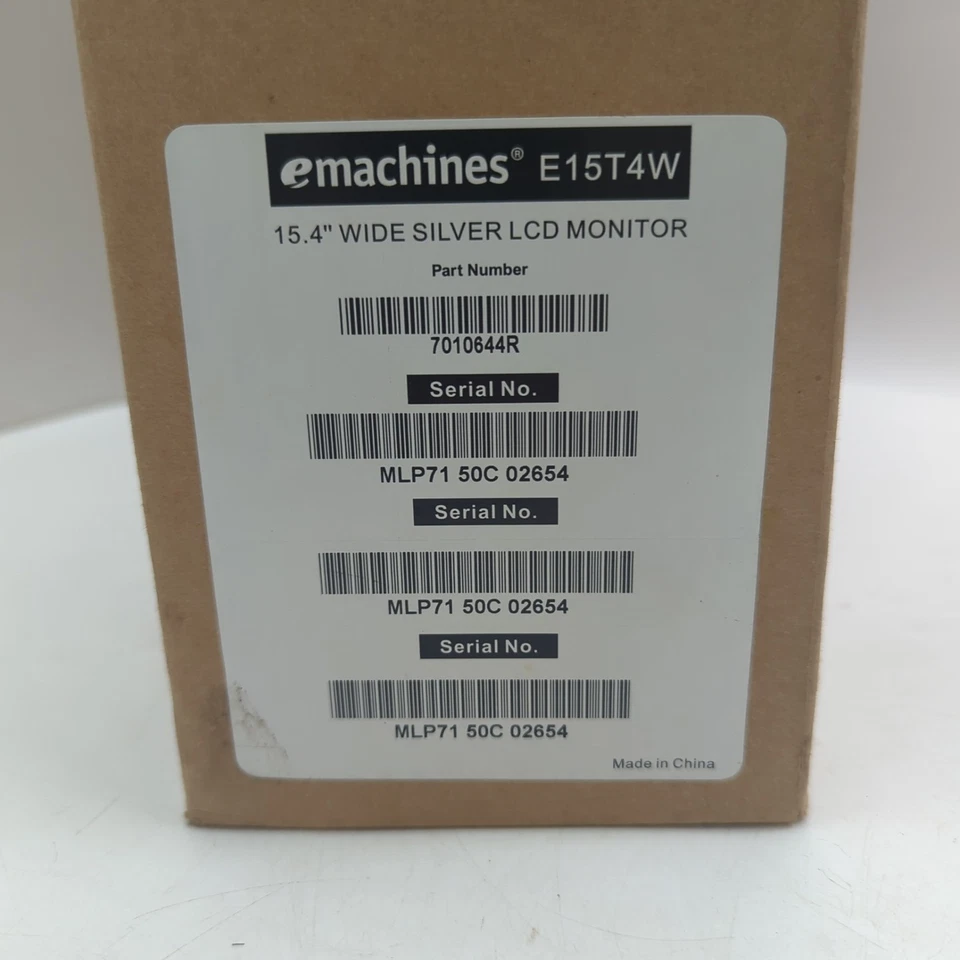 emachines® E15T4W
15.4" WIDE SILVER LCD MONITOR
Part Number
7010644R
Serial No.
MLP71 50C 02654
Serial No.
MLP71 50C 02654
Serial No.
MLP71 50C 02654
Made in China